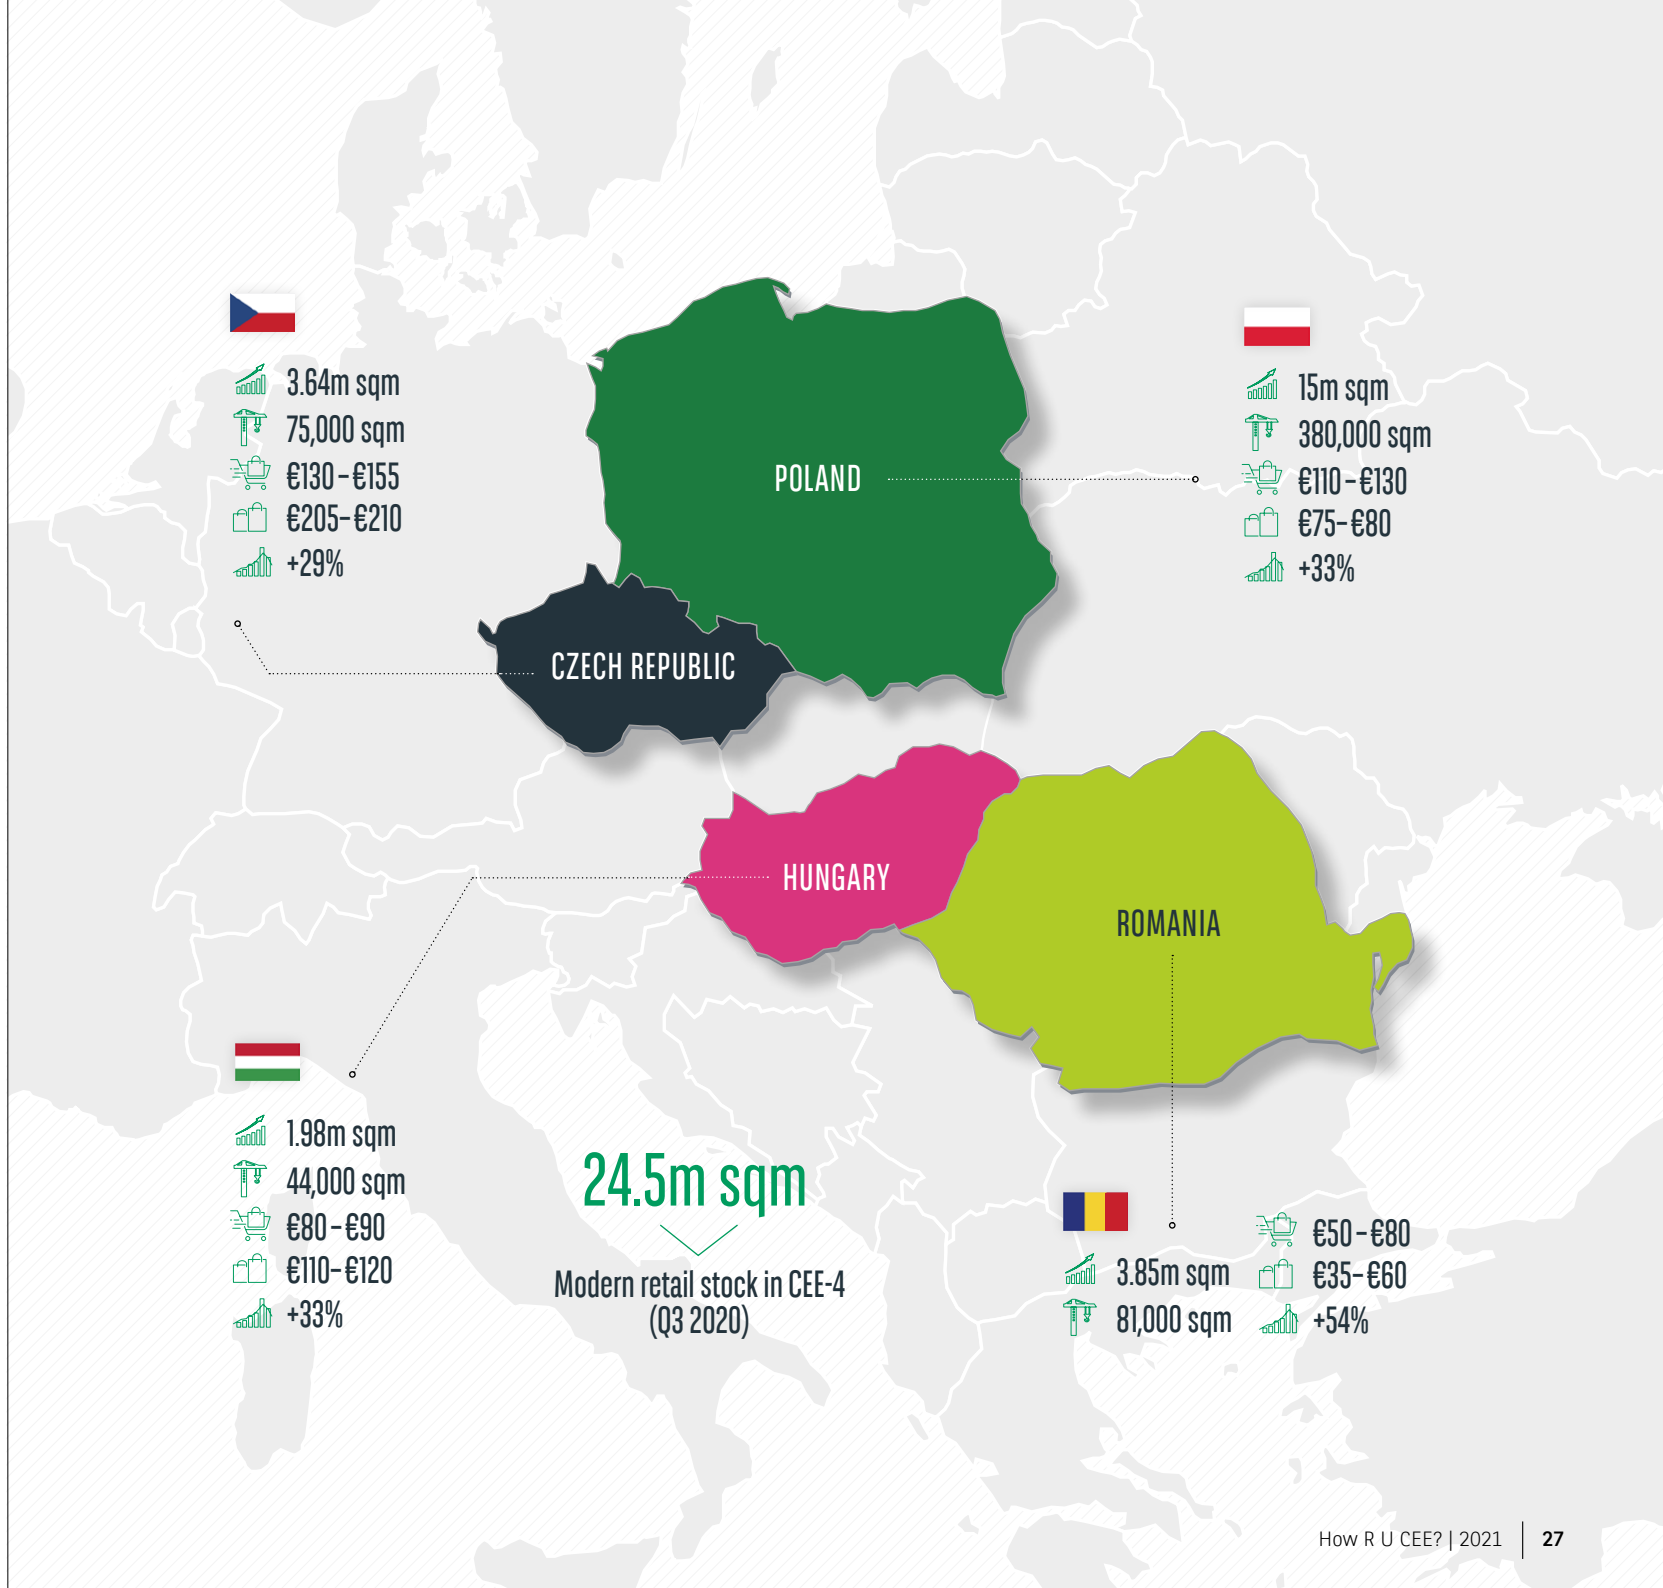 3.64m sqm
75,000 sqm
€130-€155
€205-€210
+29%
15m sqm
380,000 sqm
€110-€130
€75-€80
+33%
POLAND
CZECH REPUBLIC
HUNGARY
ROMANIA
1.98m sqm
44,000 sqm
€80-€90
€110-€120
+33%
24.5m sqm
Modern retail stock in CEE-4
(Q3 2020)
3.85m sqm
81,000 sqm
€50-€80
€35-€60
+54%
How R U CEE? | 2021
27